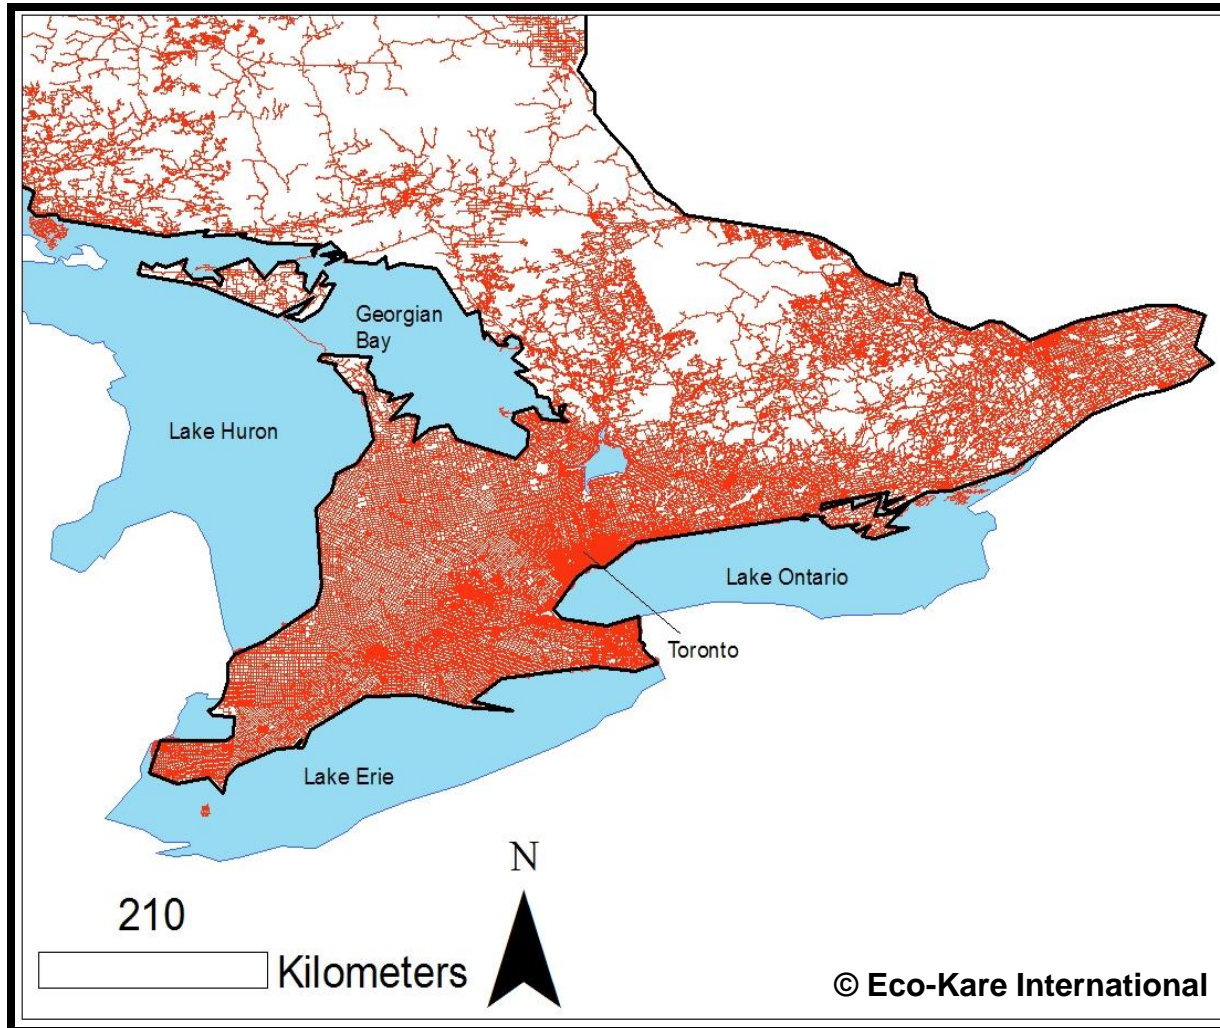 Georgian
Bay
Lake Huron
Lake Ontario
Toronto
Lake Erie
N
210
Kilometers
© Eco-Kare International